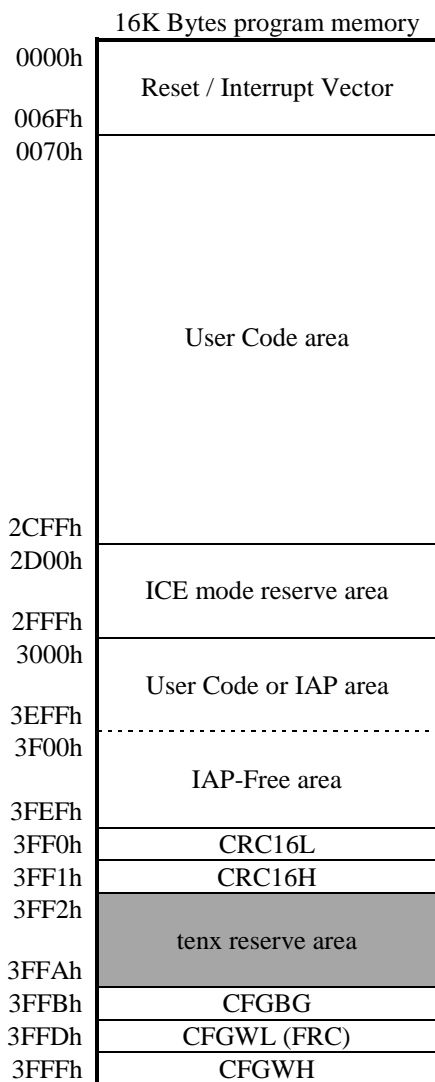 16K Bytes program memory
0000h
Reset / Interrupt Vector
006Fh
0070h
User Code area
2CFFh
2D00h
ICE mode reserve area
2FFFh
3000h
User Code or IAP area
3EFFh
3F00h
IAP-Free area
3FEFh
3FF0h CRC16L
3FF1h CRC16H
3FF2h
tenx reserve area
3FFAh
3FFBh CFGBG
3FFDh CFGWL (FRC)
3FFFh CFGWH